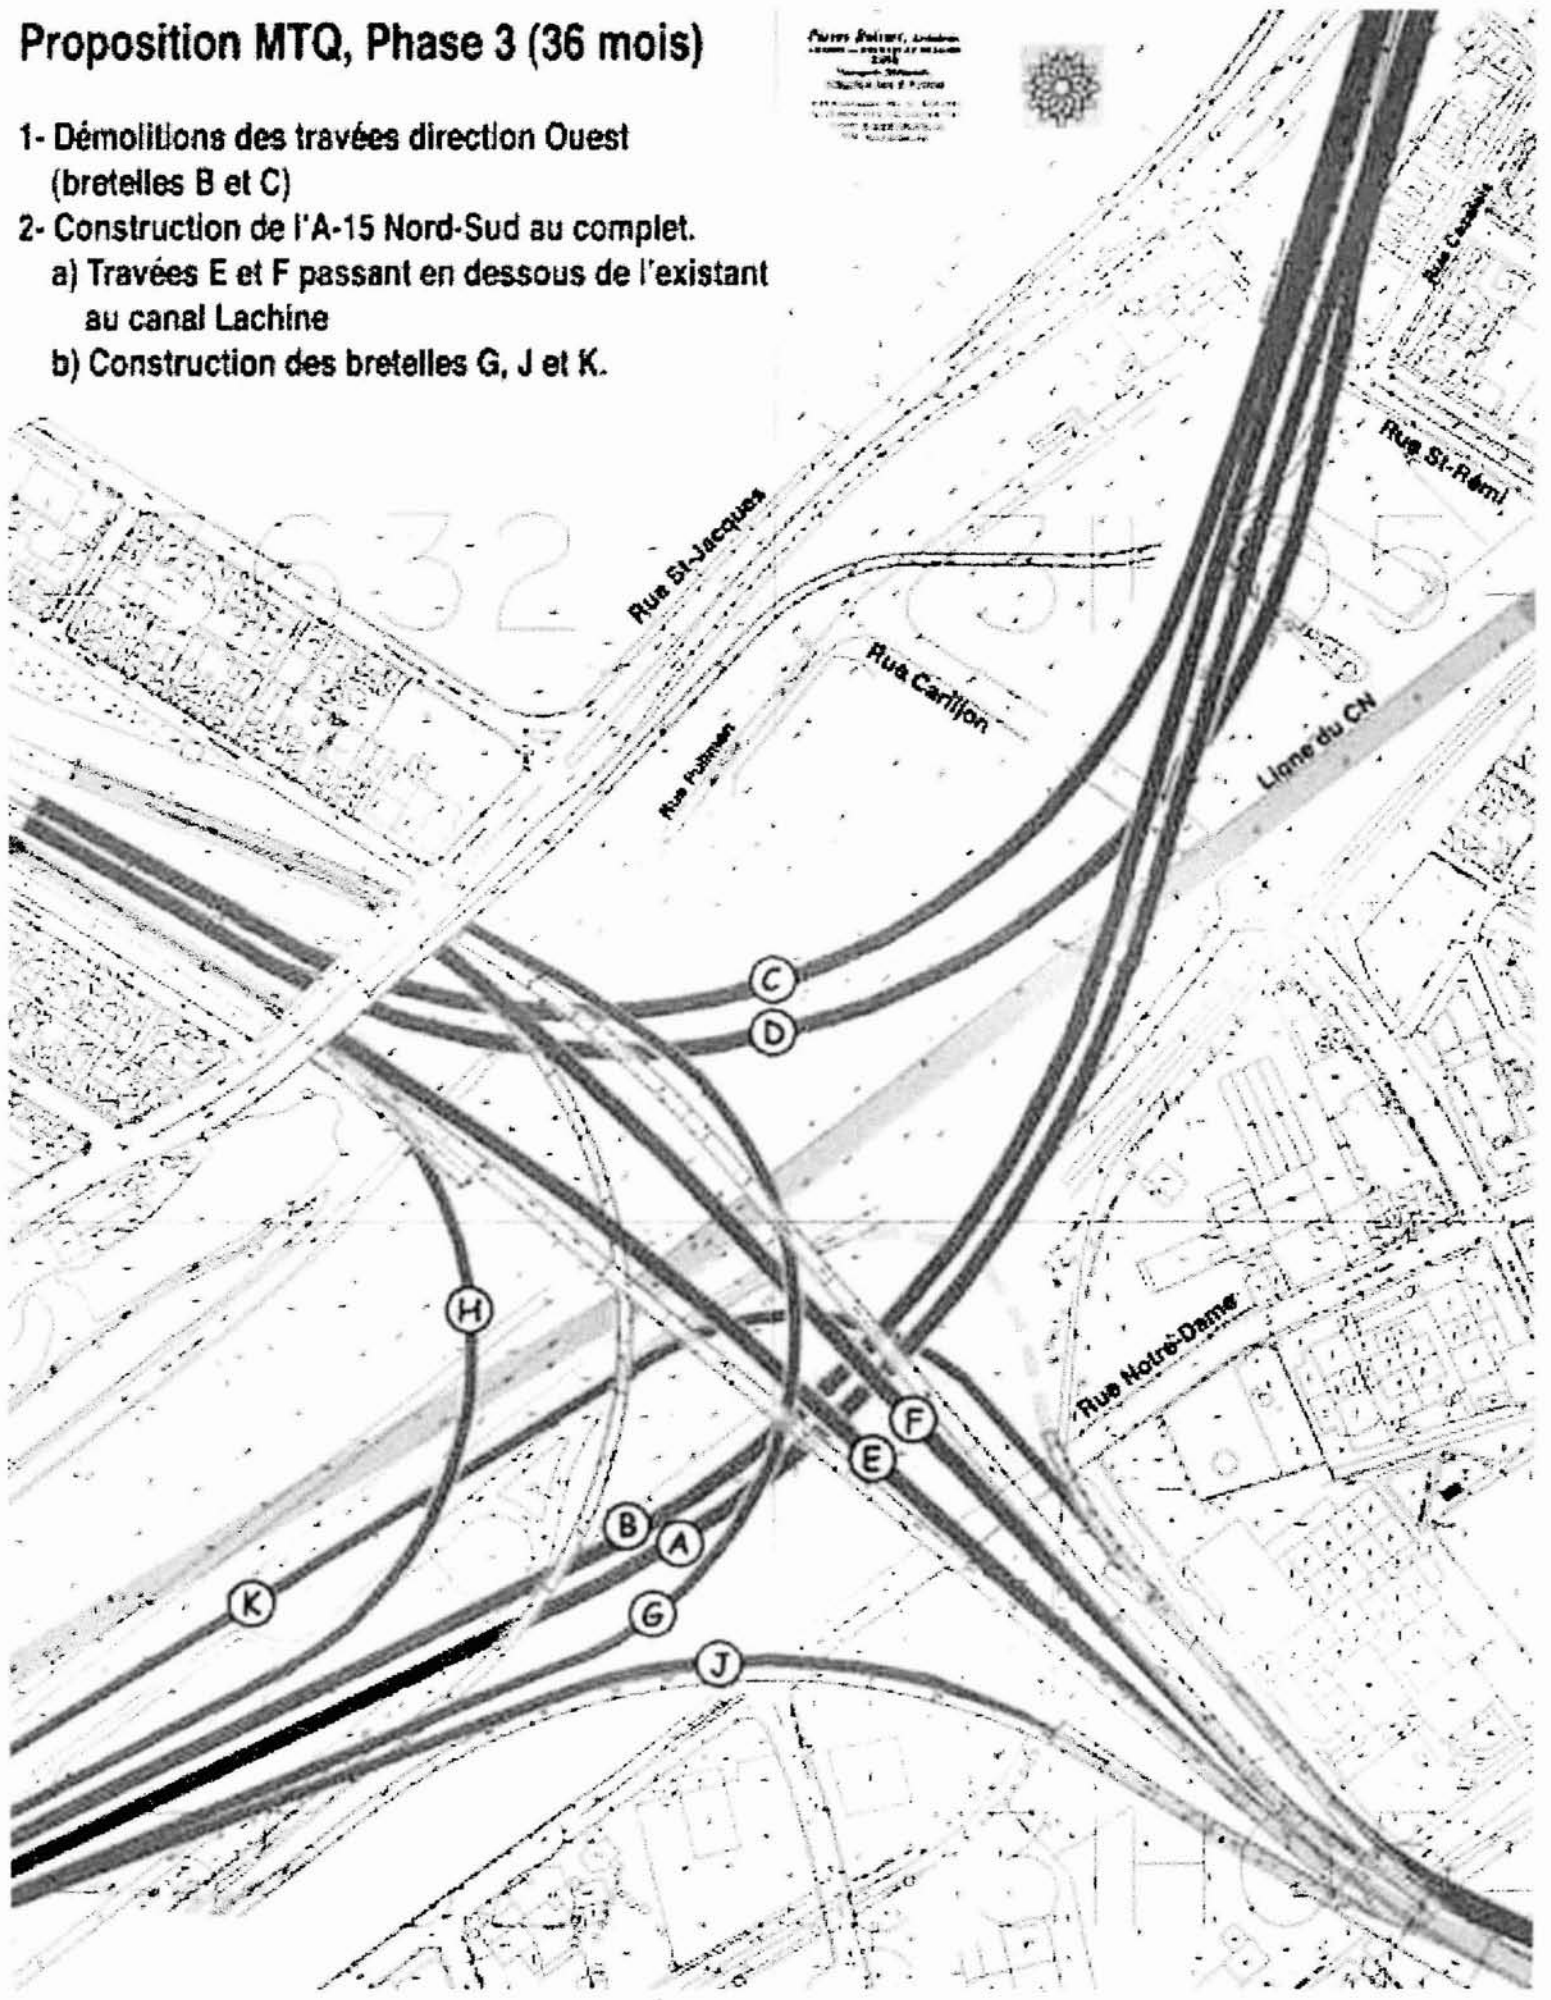 Proposition MTQ, Phase 3 (36 mois)
1- Démolitions des travées direction Ouest
(bretelles B et C)
2- Construction de l'A-15 Nord-Sud au complet.
a) Travées E et F passant en dessous de l'existant
au canal Lachine
b) Construction des bretelles G, J et K.
Rue St-Rémi
Rue St-Jacques
Rue Carillon
Rue Pullman
Ligne du CN
C
D
H
Rue Notre-Dame
F
E
B
A
K
G
J